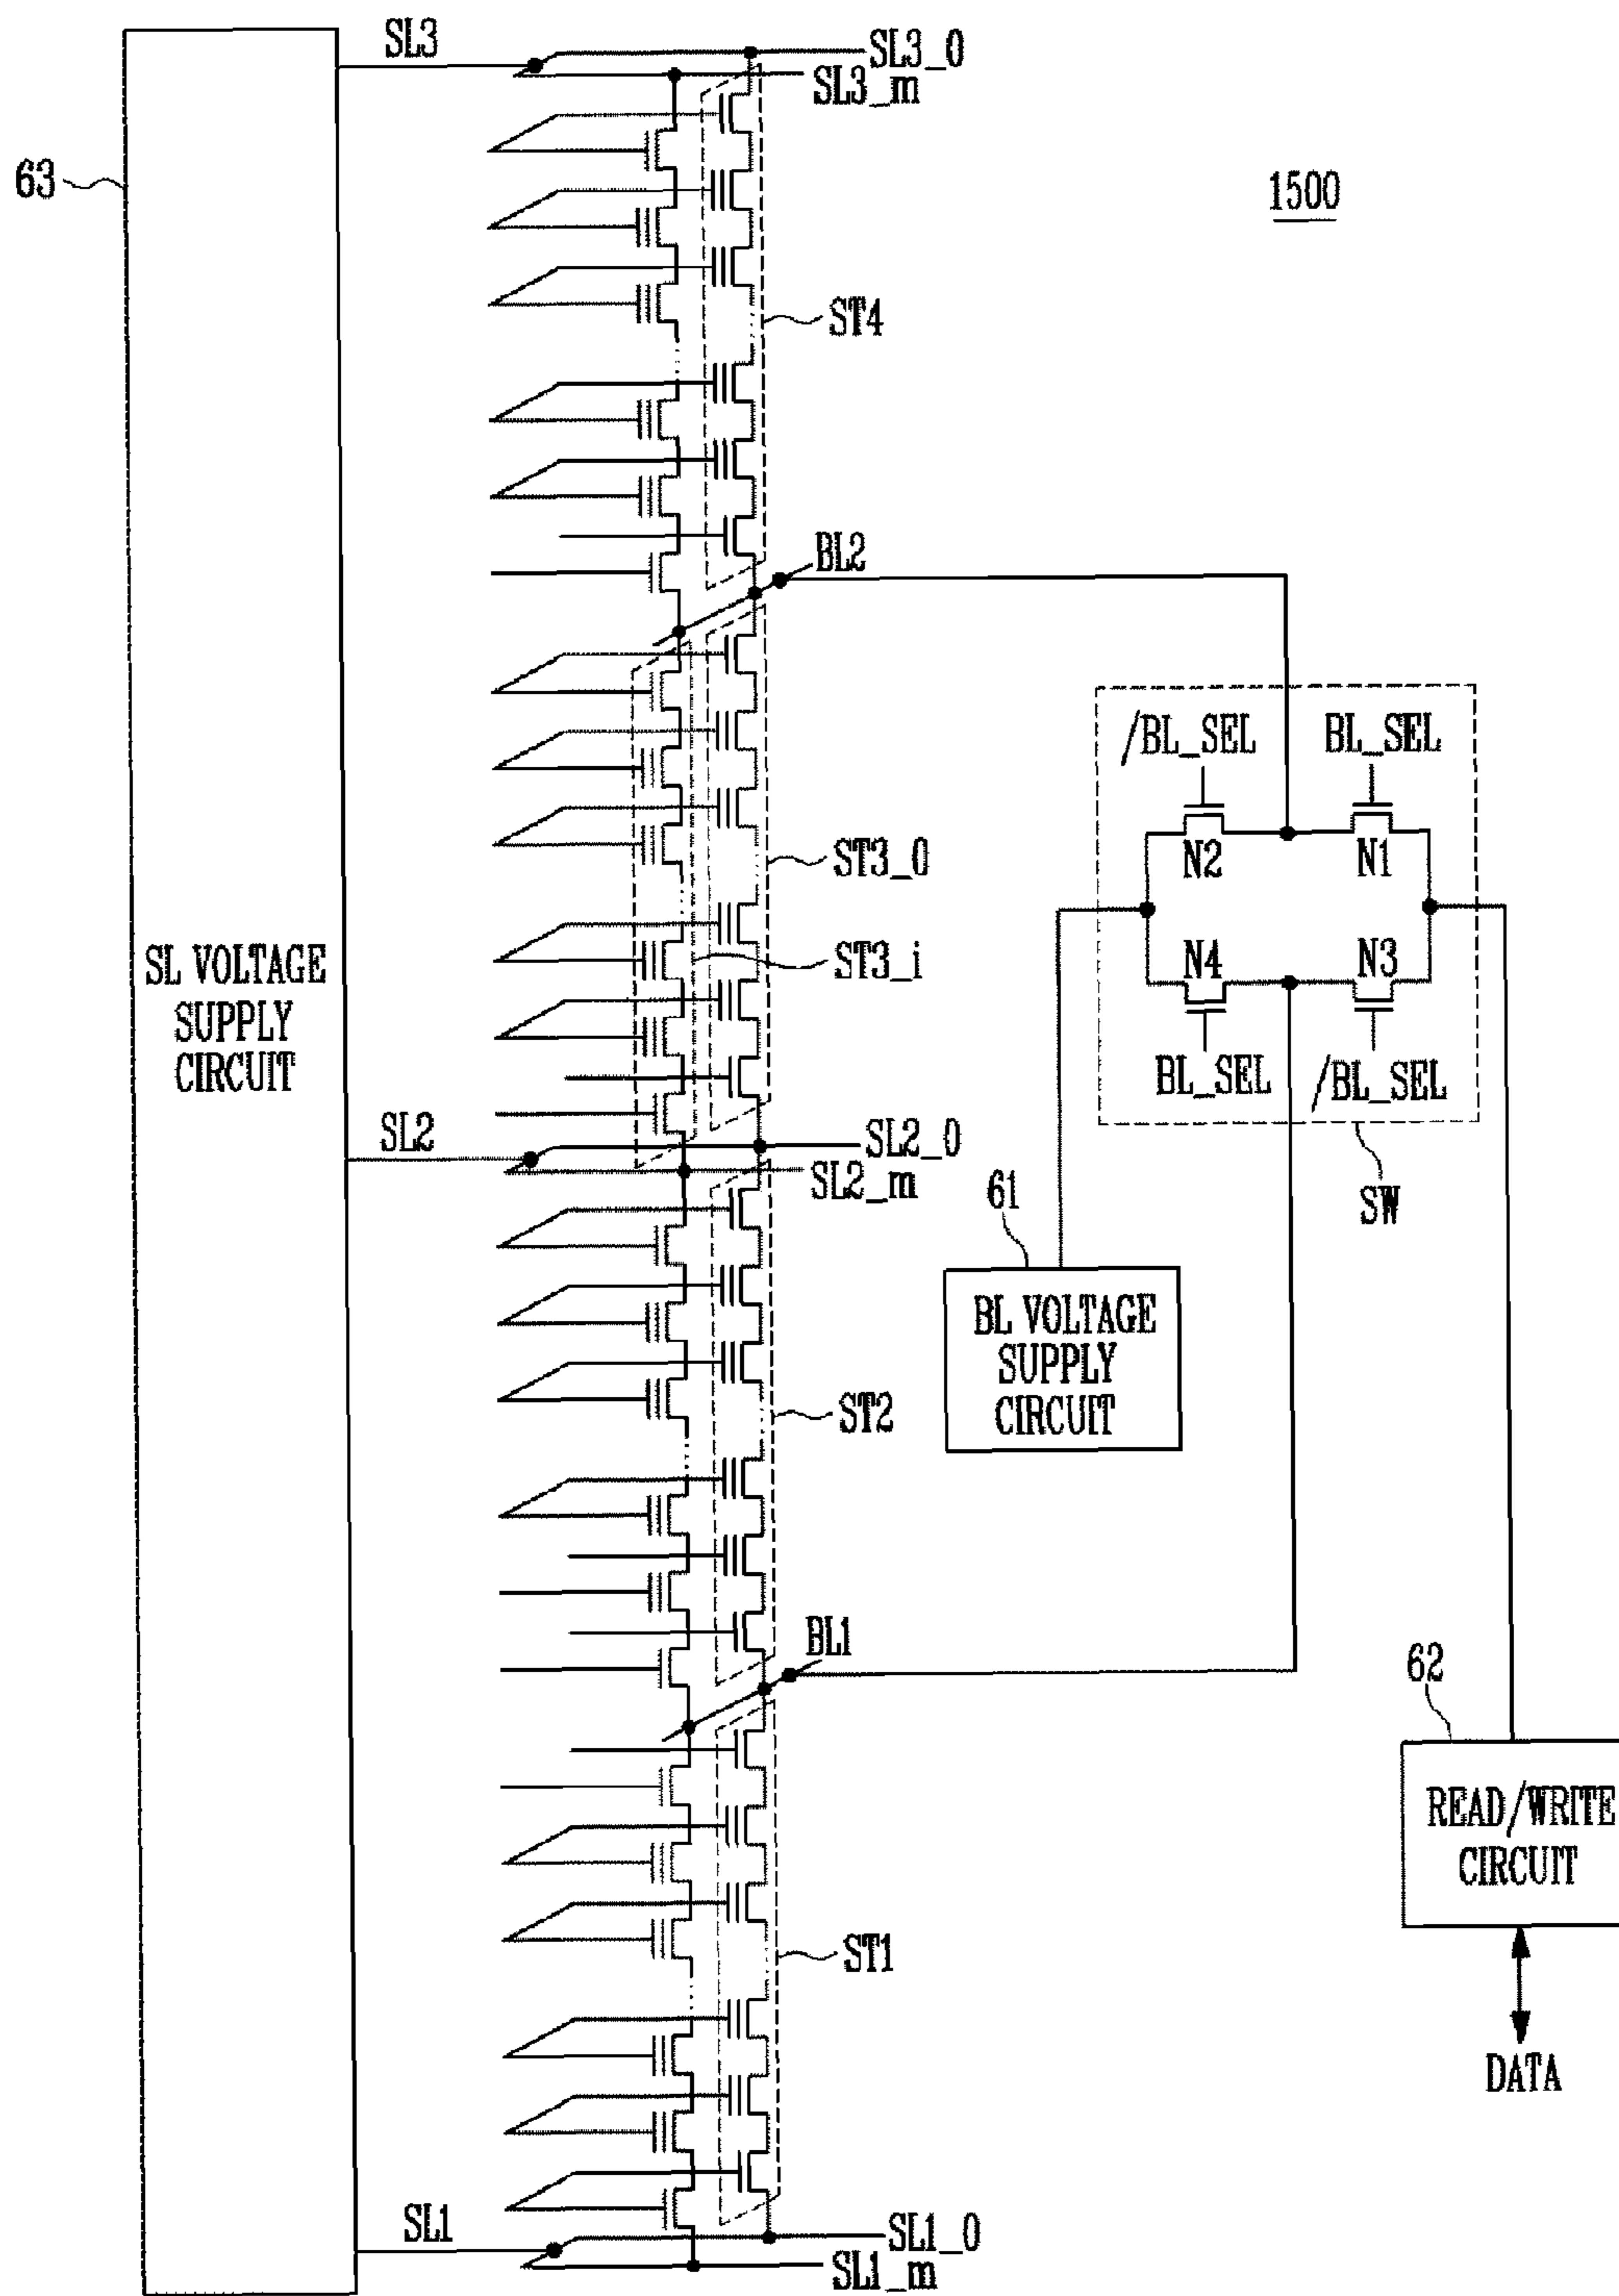 SL3
SL3_0
SL3_m
63
1500
ST4
BL2
/BL_SEL
BL_SEL
N2
N1
ST3_0
SL VOLTAGE
SUPPLY
CIRCUIT
ST3_i
N4
N3
BL_SEL
/BL_SEL
SL2
SL2_0
SL2_m
SW
61
BL VOLTAGE
SUPPLY
CIRCUIT
ST2
BL1
62
READ/WRITE
CIRCUIT
ST1
DATA
SL1
SL1_0
SL1_m